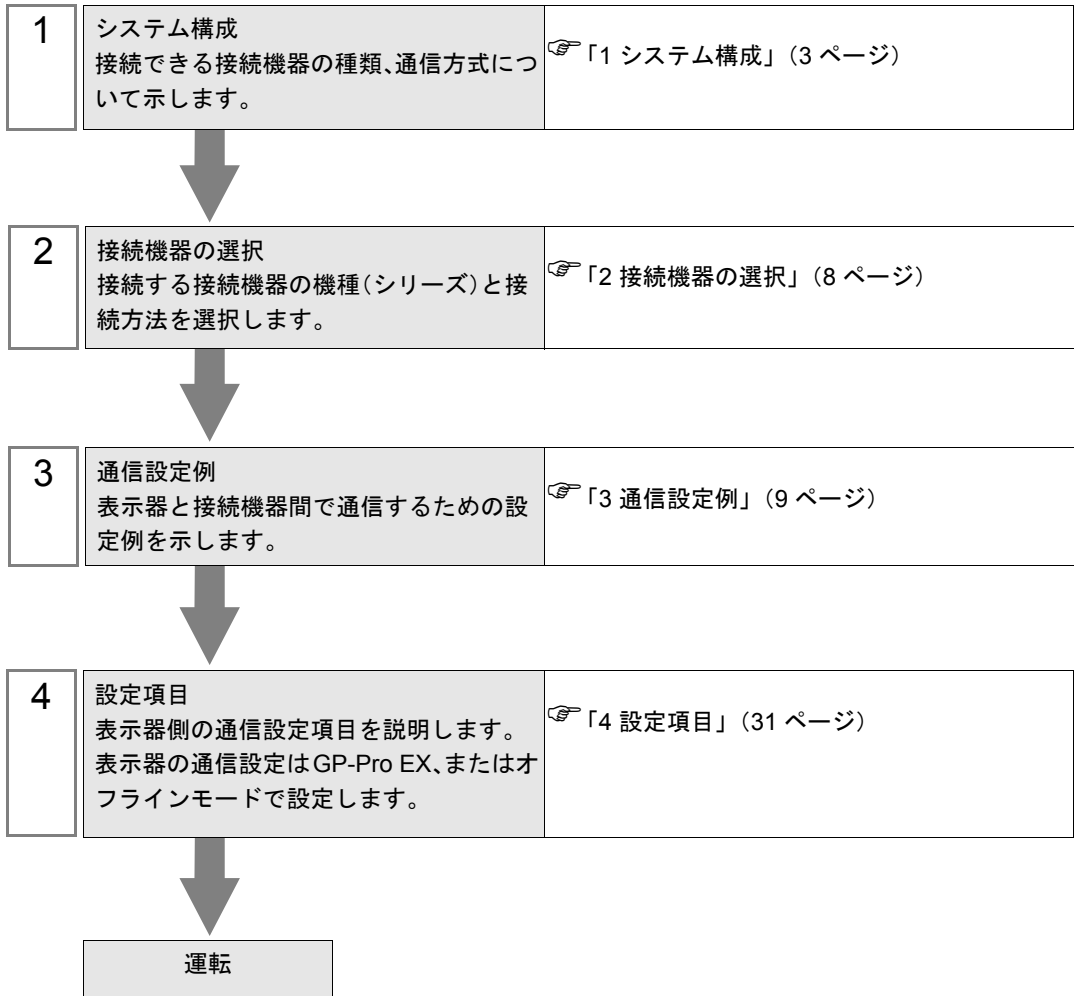 1
システム構成
接続できる接続機器の種類、通信方式につ
いて示します。
☞「1 システム構成」（3 ページ）
2
接続機器の選択
接続する接続機器の機種（シリーズ）と接
続方法を選択します。
☞「2 接続機器の選択」（8 ページ）
3
通信設定例
表示器と接続機器間で通信するための設
定例を示します。
☞「3 通信設定例」（9 ページ）
4
設定項目
表示器側の通信設定項目を説明します。
表示器の通信設定はGP-Pro EX、またはオ
フラインモードで設定します。
☞「4 設定項目」（31 ページ）
運転